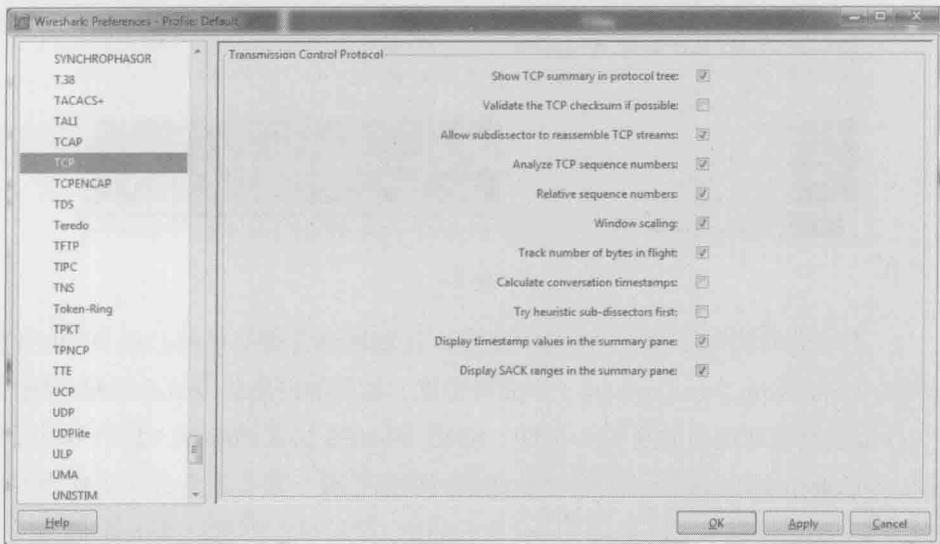 Wireshark: Preferences - Profile: Default
SYNCHROPHASOR
T.38
TACACS+
TALI
TCAP
TCP
TCPENCAP
TDS
Teredo
TFTP
TIPC
TNS
Token-Ring
TPKT
TPNCP
TTE
UCP
UDP
UDPlite
ULP
UMA
UNISTIM
Transmission Control Protocol
Show TCP summary in protocol tree:
Validate the TCP checksum if possible:
Allow subdissector to reassemble TCP streams:
Analyze TCP sequence numbers:
Relative sequence numbers:
Window scaling:
Track number of bytes in flight:
Calculate conversation timestamps:
Try heuristic sub-dissectors first:
Display timestamp values in the summary pane:
Display SACK ranges in the summary pane:
Help
OK
Apply
Cancel